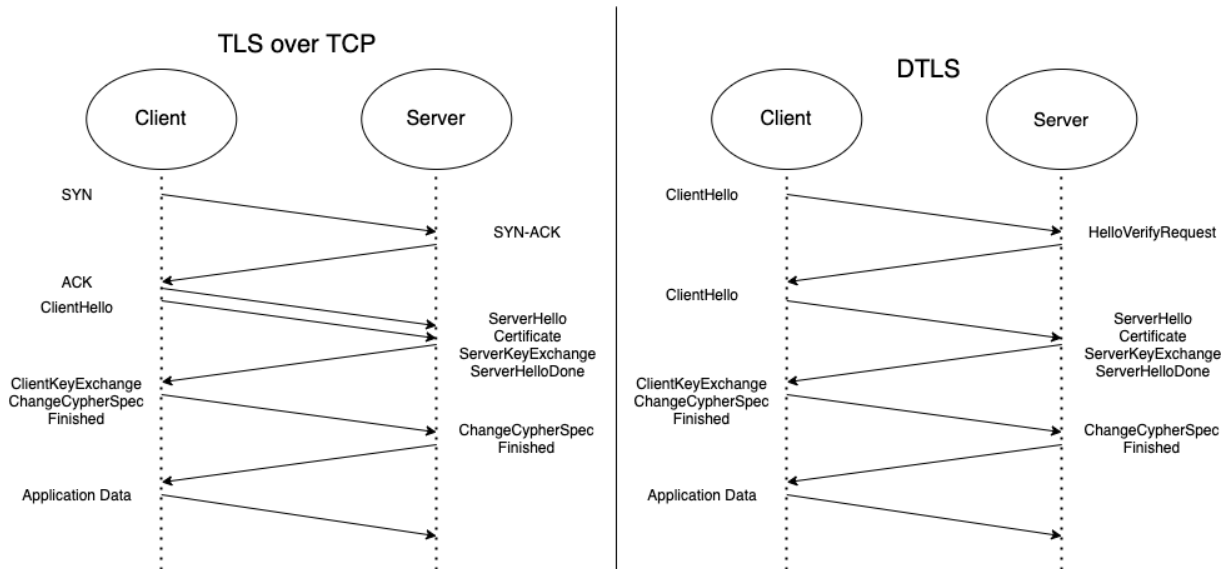 TLS over TCP
Client
Server
SYN
SYN-ACK
ACK
ClientHello
ServerHello
Certificate
ServerKeyExchange
ServerHelloDone
ClientKeyExchange
ChangeCypherSpec
Finished
ChangeCypherSpec
Finished
Application Data
DTLS
Client
Server
ClientHello
HelloVerifyRequest
ClientHello
ServerHello
Certificate
ServerKeyExchange
ServerHelloDone
ClientKeyExchange
ChangeCypherSpec
Finished
ChangeCypherSpec
Finished
Application Data